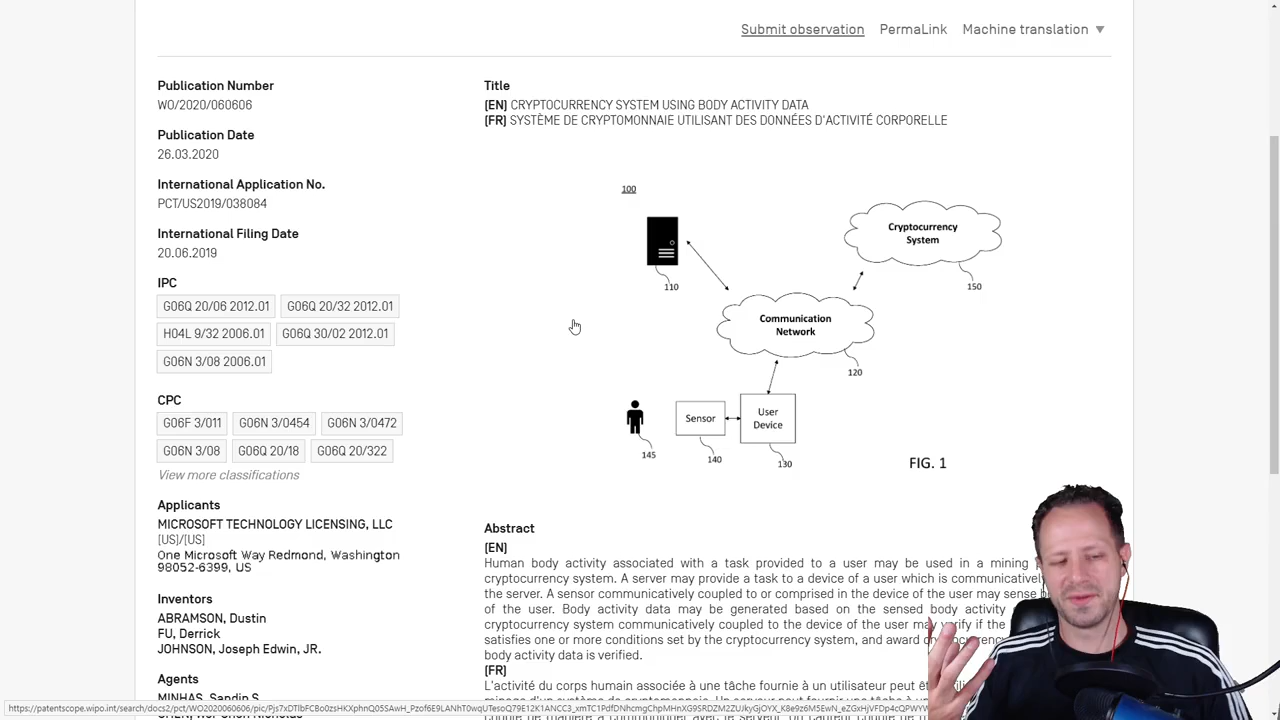 Submit observation PermaLink Machine translation ▼
Publication Number
WO/2020/060606
Publication Date
26.03.2020
International Application No.
PCT/US2019/038084
International Filing Date
20.06.2019
IPC
G06Q 20/06 2012.01 G06Q 20/32 2012.01
H04L 9/32 2006.01 G06Q 30/02 2012.01
G06N 3/08 2006.01
CPC
G06F 3/011 G06N 3/0454 G06N 3/0472
G06N 3/08 G06Q 20/18 G06Q 20/322
View more classifications
Applicants
MICROSOFT TECHNOLOGY LICENSING, LLC
[US]/[US]
One Microsoft Way Redmond, Washington
98052-6399, US
Inventors
ABRAMSON, Dustin
FU, Derrick
JOHNSON, Joseph Edwin, JR.
Agents
MINHAS, Sandip S.
Title
[EN] CRYPTOCURRENCY SYSTEM USING BODY ACTIVITY DATA
[FR] SYSTÈME DE CRYPTOMONNAIE UTILISANT DES DONNÉES D'ACTIVITÉ CORPORELLE
100
Cryptocurrency
System
110
150
Communication
Network
120
Sensor
User
Device
145
140
130
FIG. 1
Abstract
[EN]
Human body activity associated with a task provided to a user may be used in a mining
cryptocurrency system. A server may provide a task to a device of a user which is communicatively
the server. A sensor communicatively coupled to or comprised in the device of the user may sense
of the user. Body activity data may be generated based on the sensed body activity
cryptocurrency system communicatively coupled to the device of the user may verify if the
satisfies one or more conditions set by the cryptocurrency system, and award cryptocurrency
body activity data is verified.
[FR]
L'activité du corps humain associée à une tâche fournie à un utilisateur peut être